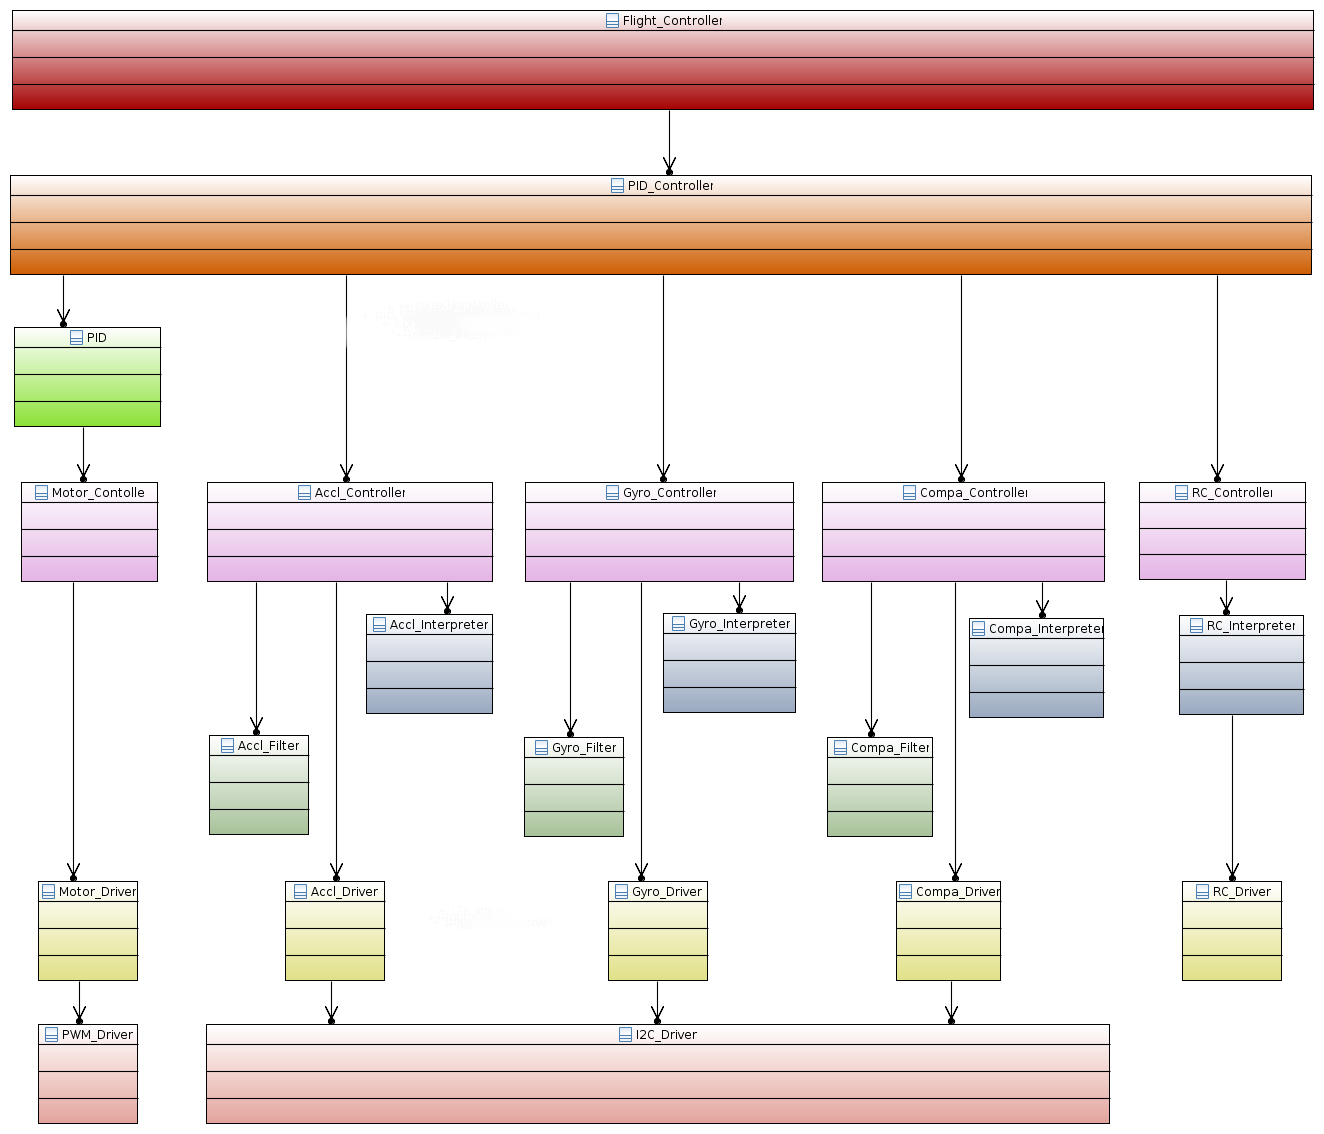 Flight_Controller
PID_Controller
PID
Motor_Contolle
Accl_Controller
Gyro_Controller
Compa_Controller
RC_Controller
Accl_Interpreter
Gyro_Interpreter
Compa_Interpreter
RC_Interpreter
Accl_Filter
Gyro_Filter
Compa_Filter
Motor_Driver
Accl_Driver
Gyro_Driver
Compa_Driver
RC_Driver
PWM_Driver
I2C_Driver